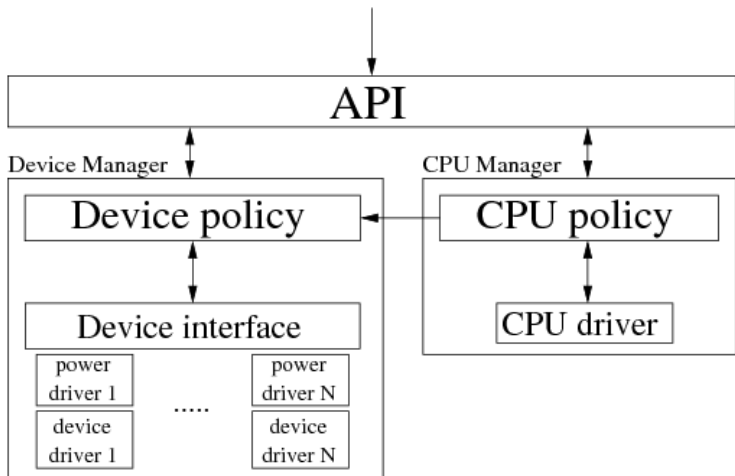 API
Device Manager
CPU Manager
Device policy
CPU policy
Device interface
CPU driver
power
driver 1
.....
power
driver N
device
driver 1
device
driver N